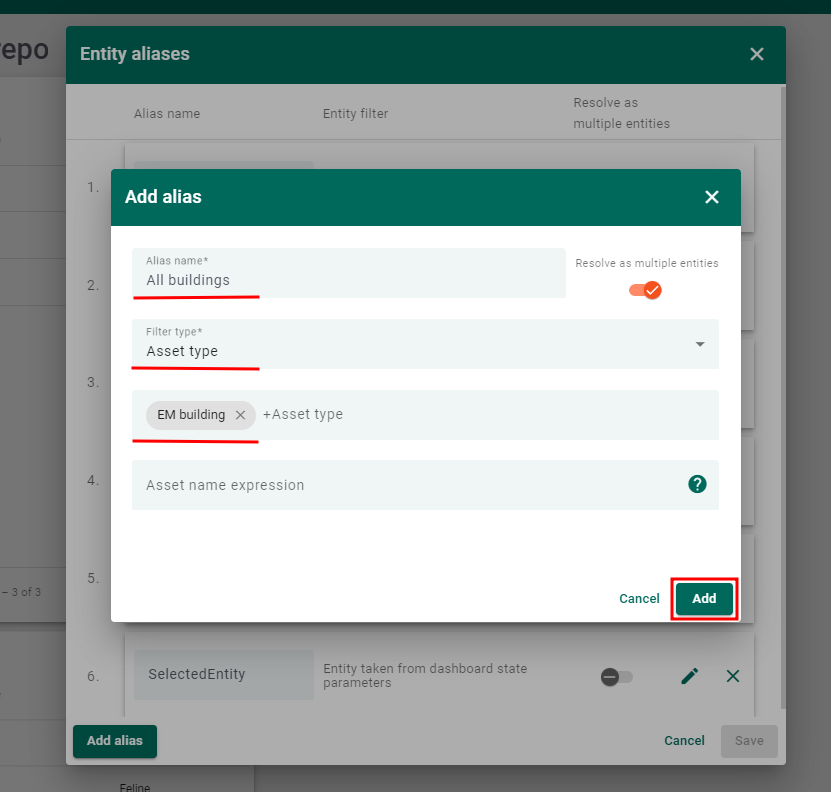 repo
Entity aliases
Alias name
Entity filter
Resolve as
multiple entities
1.
Add alias
Alias name*
All buildings
Resolve as multiple entities
2.
Filter type*
Asset type
3.
EM building
+Asset type
4.
Asset name expression
?
5.
– 3 of 3
Cancel
Add
6.
SelectedEntity
Entity taken from dashboard state
parameters
Add alias
Cancel
Save
Feline